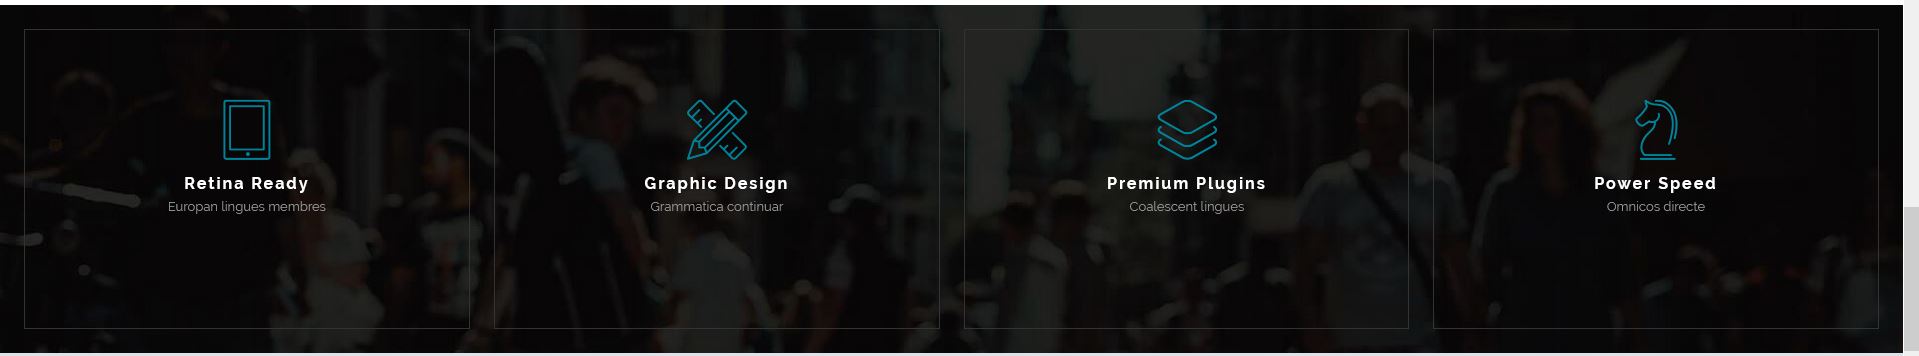 Retina Ready
Europan lingues membres
Graphic Design
Grammatica continuar
Premium Plugins
Coalescent lingues
Power Speed
Omnicos directe